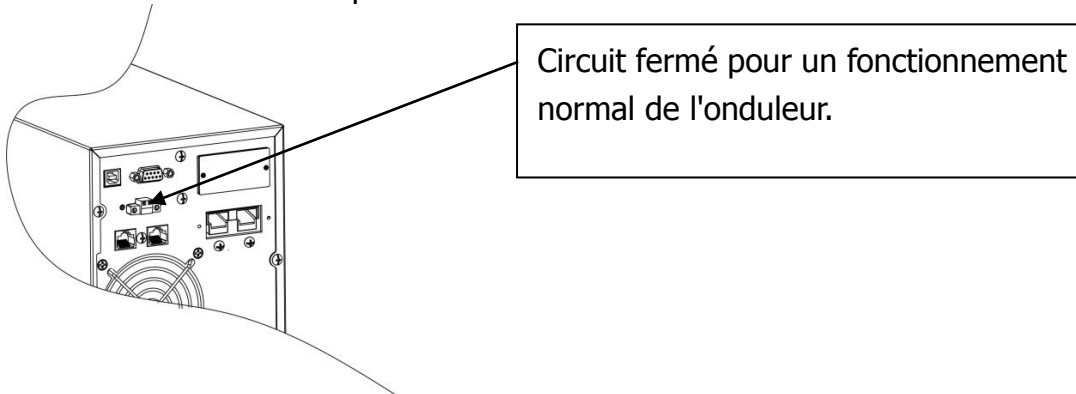 Circuit fermé pour un fonctionnement
normal de l'onduleur.